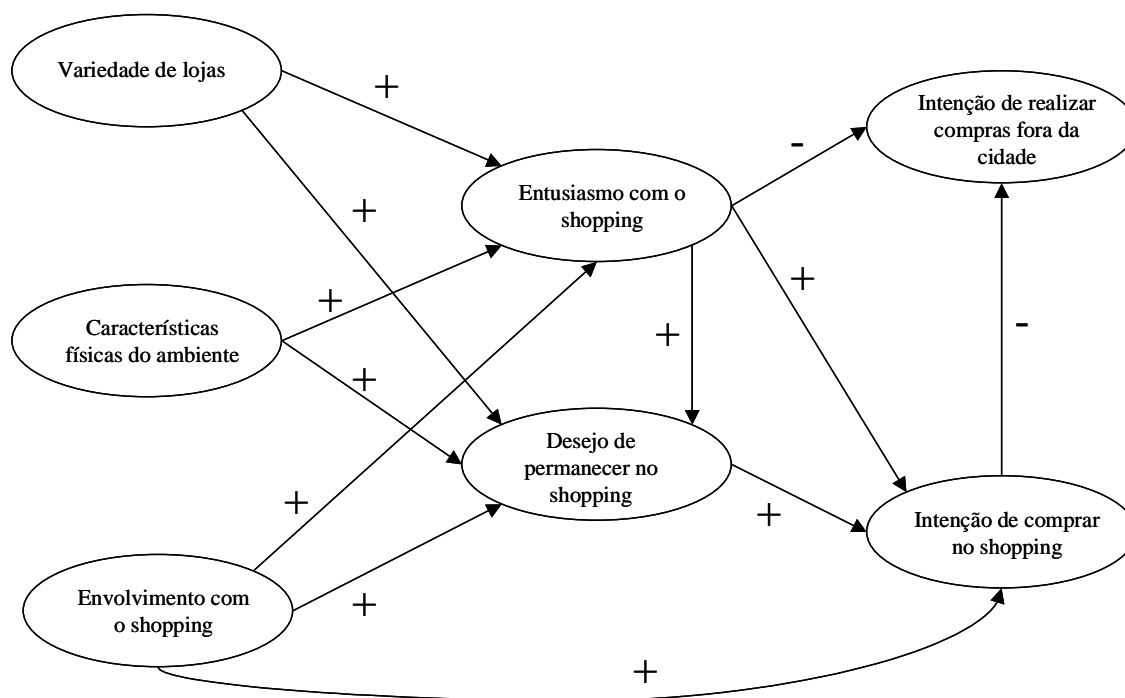 Variedade de lojas
+
Intenção de realizar
compras fora da
cidade
-
Entusiasmo com o
shopping
+
+
+
Características
físicas do ambiente
+
-
+
Desejo de
permanecer no
shopping
+
+
Intenção de comprar
no shopping
Envolvimento com
o shopping
+
+